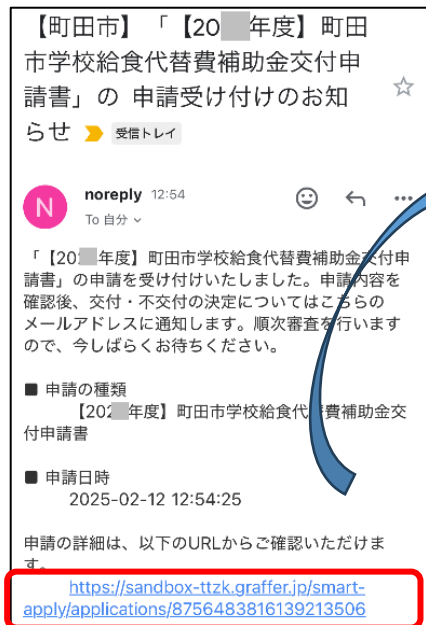 【町田市】「【20 年度】町田
市学校給食代替費補助金交付申
請書」の 申請受け付けのお知
らせ 受信トレイ
N noreply 12:54
To 自分
「【20 年度】町田市学校給食代替費補助金交付申
請書」の申請を受け付けいたしました。申請内容を
確認後、交付・不交付の決定についてはこちらの
メールアドレスに通知します。順次審査を行います
ので、今しばらくお待ちください。
■ 申請の種類
【202 年度】町田市学校給食代 費補助金交
付申請書
■ 申請日時
2025-02-12 12:54:25
申請の詳細は、以下のURLからご確認いただけま
す。
https://sandbox-ttzk.graffer.jp/smart-
apply/applications/8756483816139213506